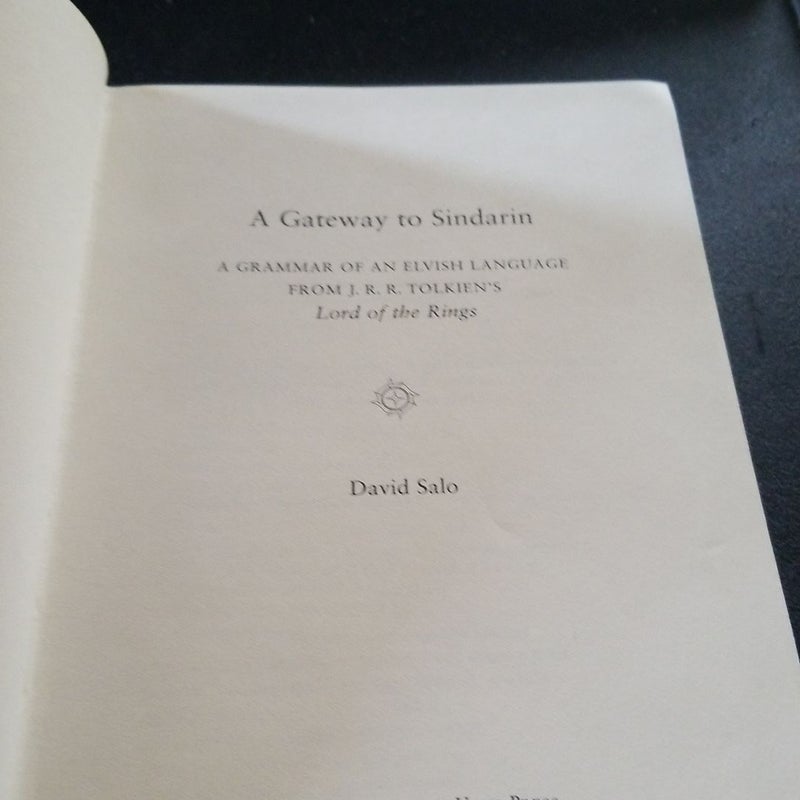 A Gateway to Sindarin
A GRAMMAR OF AN ELVISH LANGUAGE
FROM J. R. R. TOLKIEN'S
Lord of the Rings
David Salo